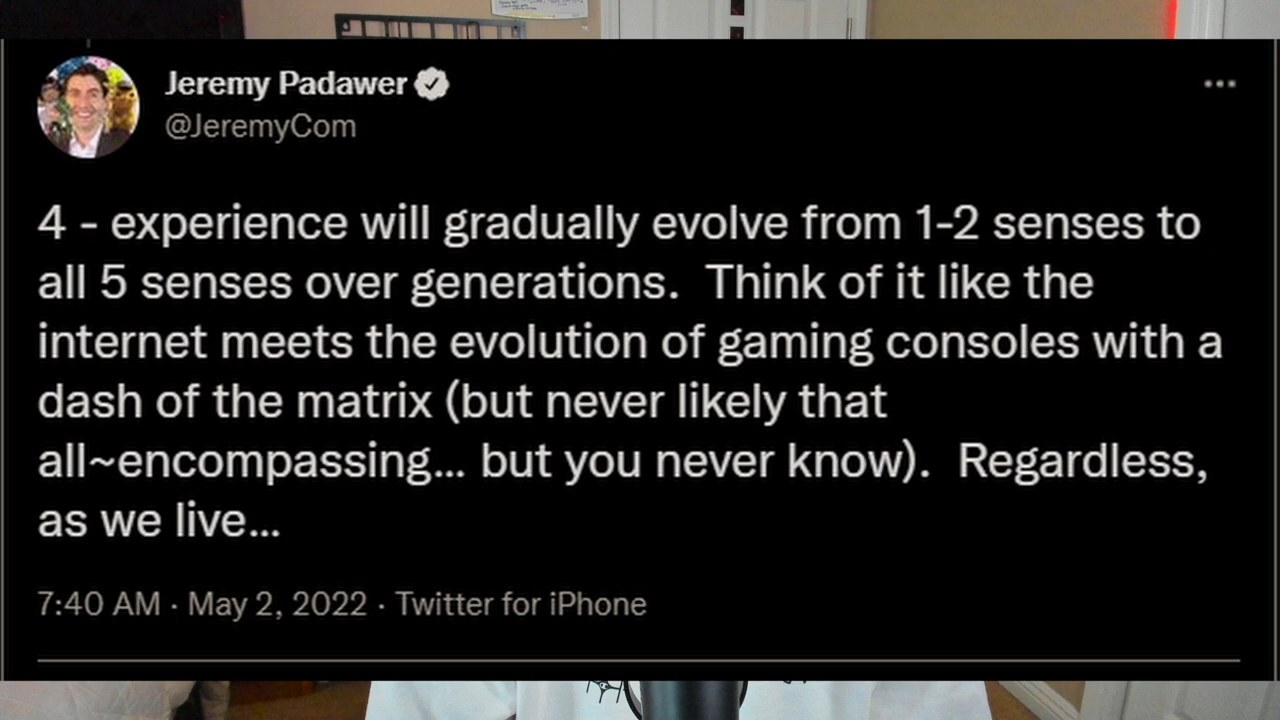 Jeremy Padawer
@JeremyCom
4 - experience will gradually evolve from 1-2 senses to
all 5 senses over generations.  Think of it like the
internet meets the evolution of gaming consoles with a
dash of the matrix (but never likely that
all~encompassing... but you never know).  Regardless,
as we live...
7:40 AM · May 2, 2022 · Twitter for iPhone